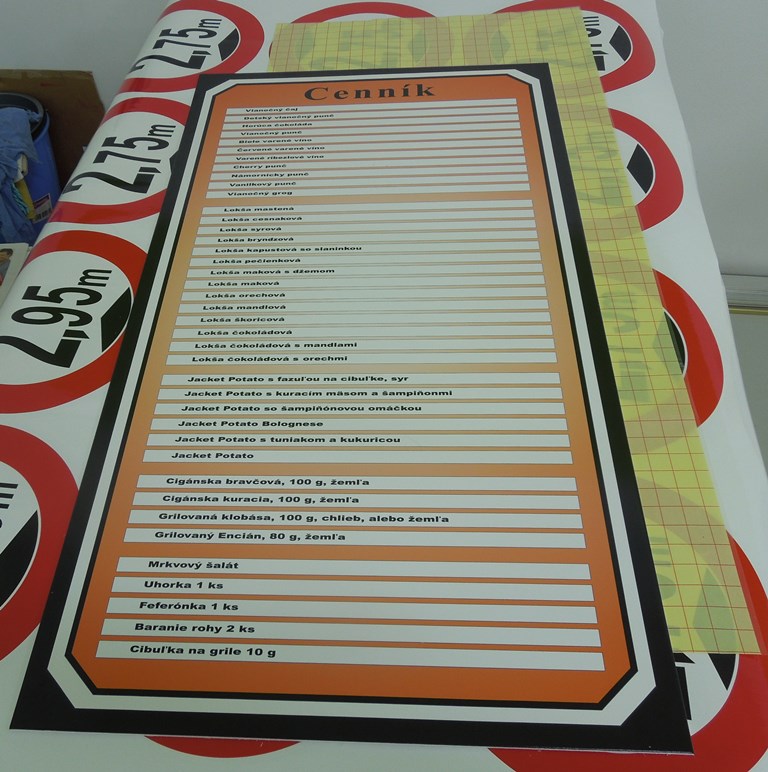 2,75m
2,75m
2,95m
Cenník
Vianočný čaj
Detský vianočný punč
Horúca čokoláda
Vianočný punč
Biele varené víno
Červené varené víno
Varené ríbezľové víno
Cherry punč
Námornícky punč
Vanilkový punč
Vianočný grog
Lokša mastená
Lokša cesnaková
Lokša syrová
Lokša bryndzová
Lokša kapustová so slaninkou
Lokša pečienková
Lokša maková s džemom
Lokša maková
Lokša orechová
Lokša mandľová
Lokša škoricová
Lokša čokoládová
Lokša čokoládová s mandlami
Lokša čokoládová s orechmi
Jacket Potato s fazuľou na cibuľke, syr
Jacket Potato s kuracím mäsom a šampiňonmi
Jacket Potato so šampiňónovou omáčkou
Jacket Potato Bolognese
Jacket Potato s tuniakom a kukuricou
Jacket Potato
Cigánska bravčová, 100 g, žemľa
Cigánska kuracia, 100 g, žemľa
Grilovaná klobása, 100 g, chlieb, alebo žemľa
Grilovaný Encián, 80 g, žemľa
Mrkvový šalát
Uhorka 1 ks
Feferónka 1 ks
Baranie rohy 2 ks
Cibuľka na grile 10 g